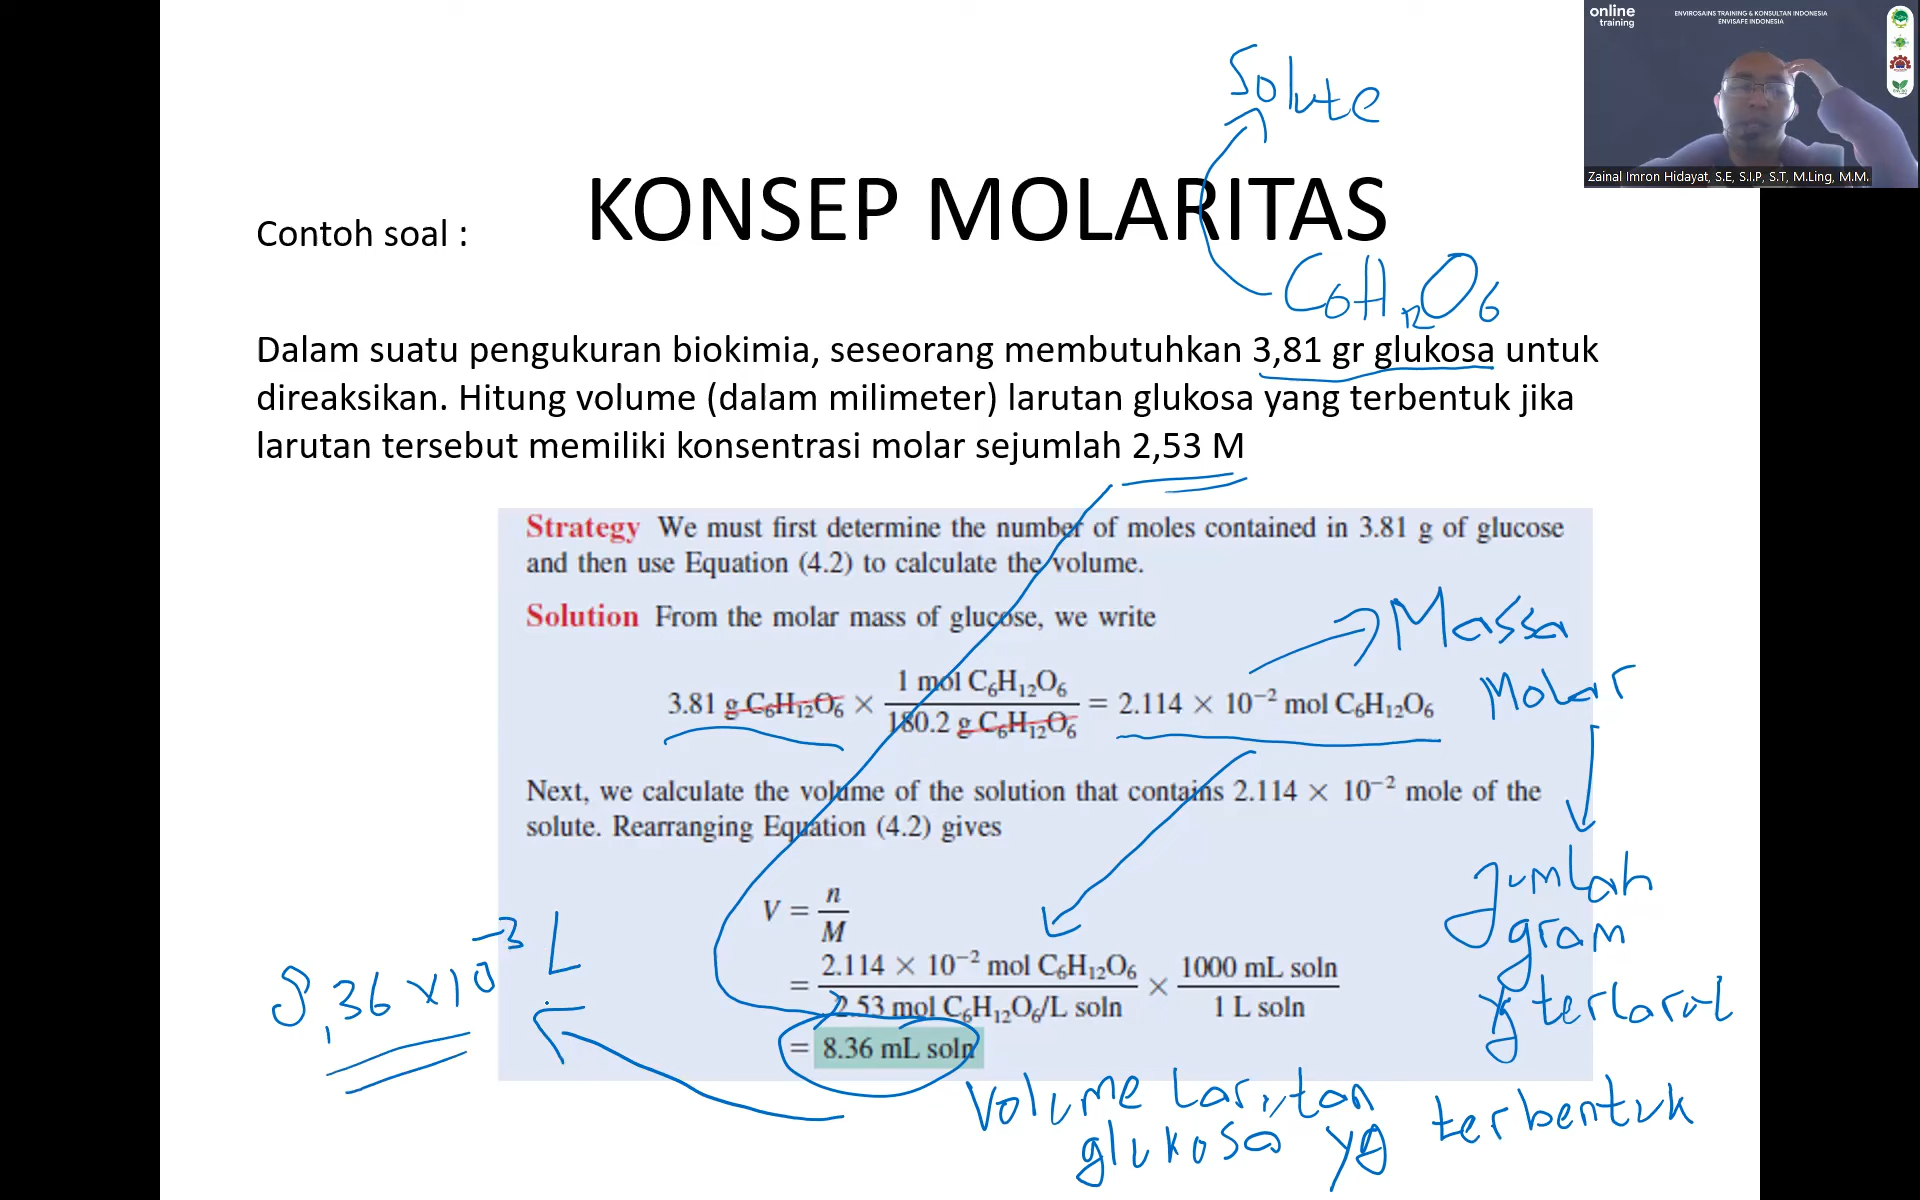 online
training
ENVIROSAINS TRAINING & KONSULTAN INDONESIA
ENVISAFE INDONESIA
Zainal Imron Hidayat, S.E, S.I.P, S.T, M.Ling, M.M.
Solute
KONSEP MOLARITAS
Contoh soal :
C6H12O6
Dalam suatu pengukuran biokimia, seseorang membutuhkan 3,81 gr glukosa untuk
direaksikan. Hitung volume (dalam milimeter) larutan glukosa yang terbentuk jika
larutan tersebut memiliki konsentrasi molar sejumlah 2,53 M
Strategy We must first determine the number of moles contained in 3.81 g of glucose
and then use Equation (4.2) to calculate the volume.
Solution From the molar mass of glucose, we write
Massa
Molar
3.81 g C₆H₁₂O₆ × 1 mol C₆H₁₂O₆ / 180.2 g C₆H₁₂O₆ = 2.114 × 10⁻² mol C₆H₁₂O₆
Next, we calculate the volume of the solution that contains 2.114 × 10⁻² mole of the
solute. Rearranging Equation (4.2) gives
Jumlah
gram
yg terlarut
V = n / M
= 2.114 × 10⁻² mol C₆H₁₂O₆ / 2.53 mol C₆H₁₂O₆/L soln × 1000 mL soln / 1 L soln
= 8.36 mL soln
8,36 x 10⁻³ L
Volume Larutan
glukosa yg terbentuk